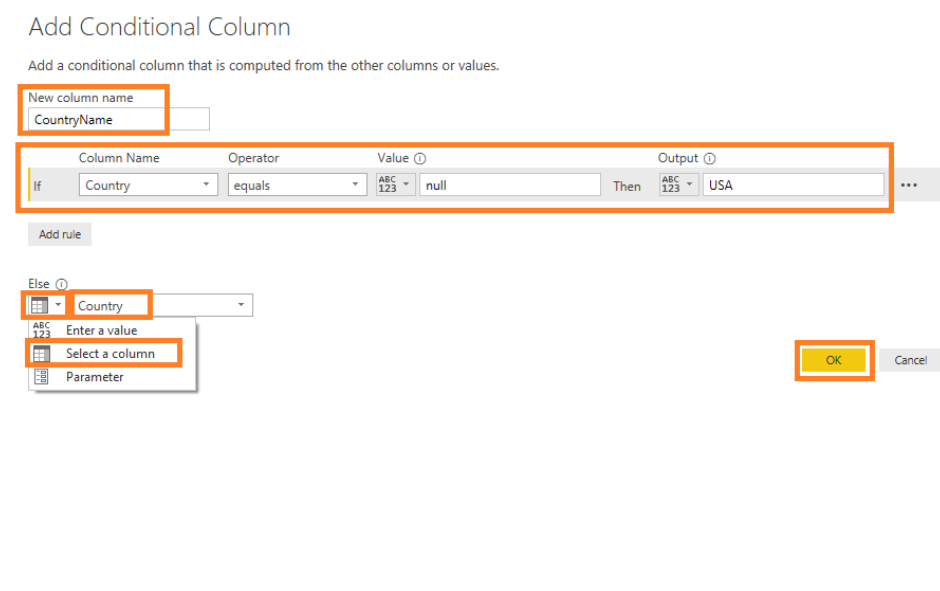 Add Conditional Column
Add a conditional column that is computed from the other columns or values.
New column name
CountryName
Column Name Operator Value Output
If Country equals ABC 123 null Then ABC 123 USA ...
Add rule
Else
Country
ABC 123 Enter a value
Select a column
Parameter
OK Cancel